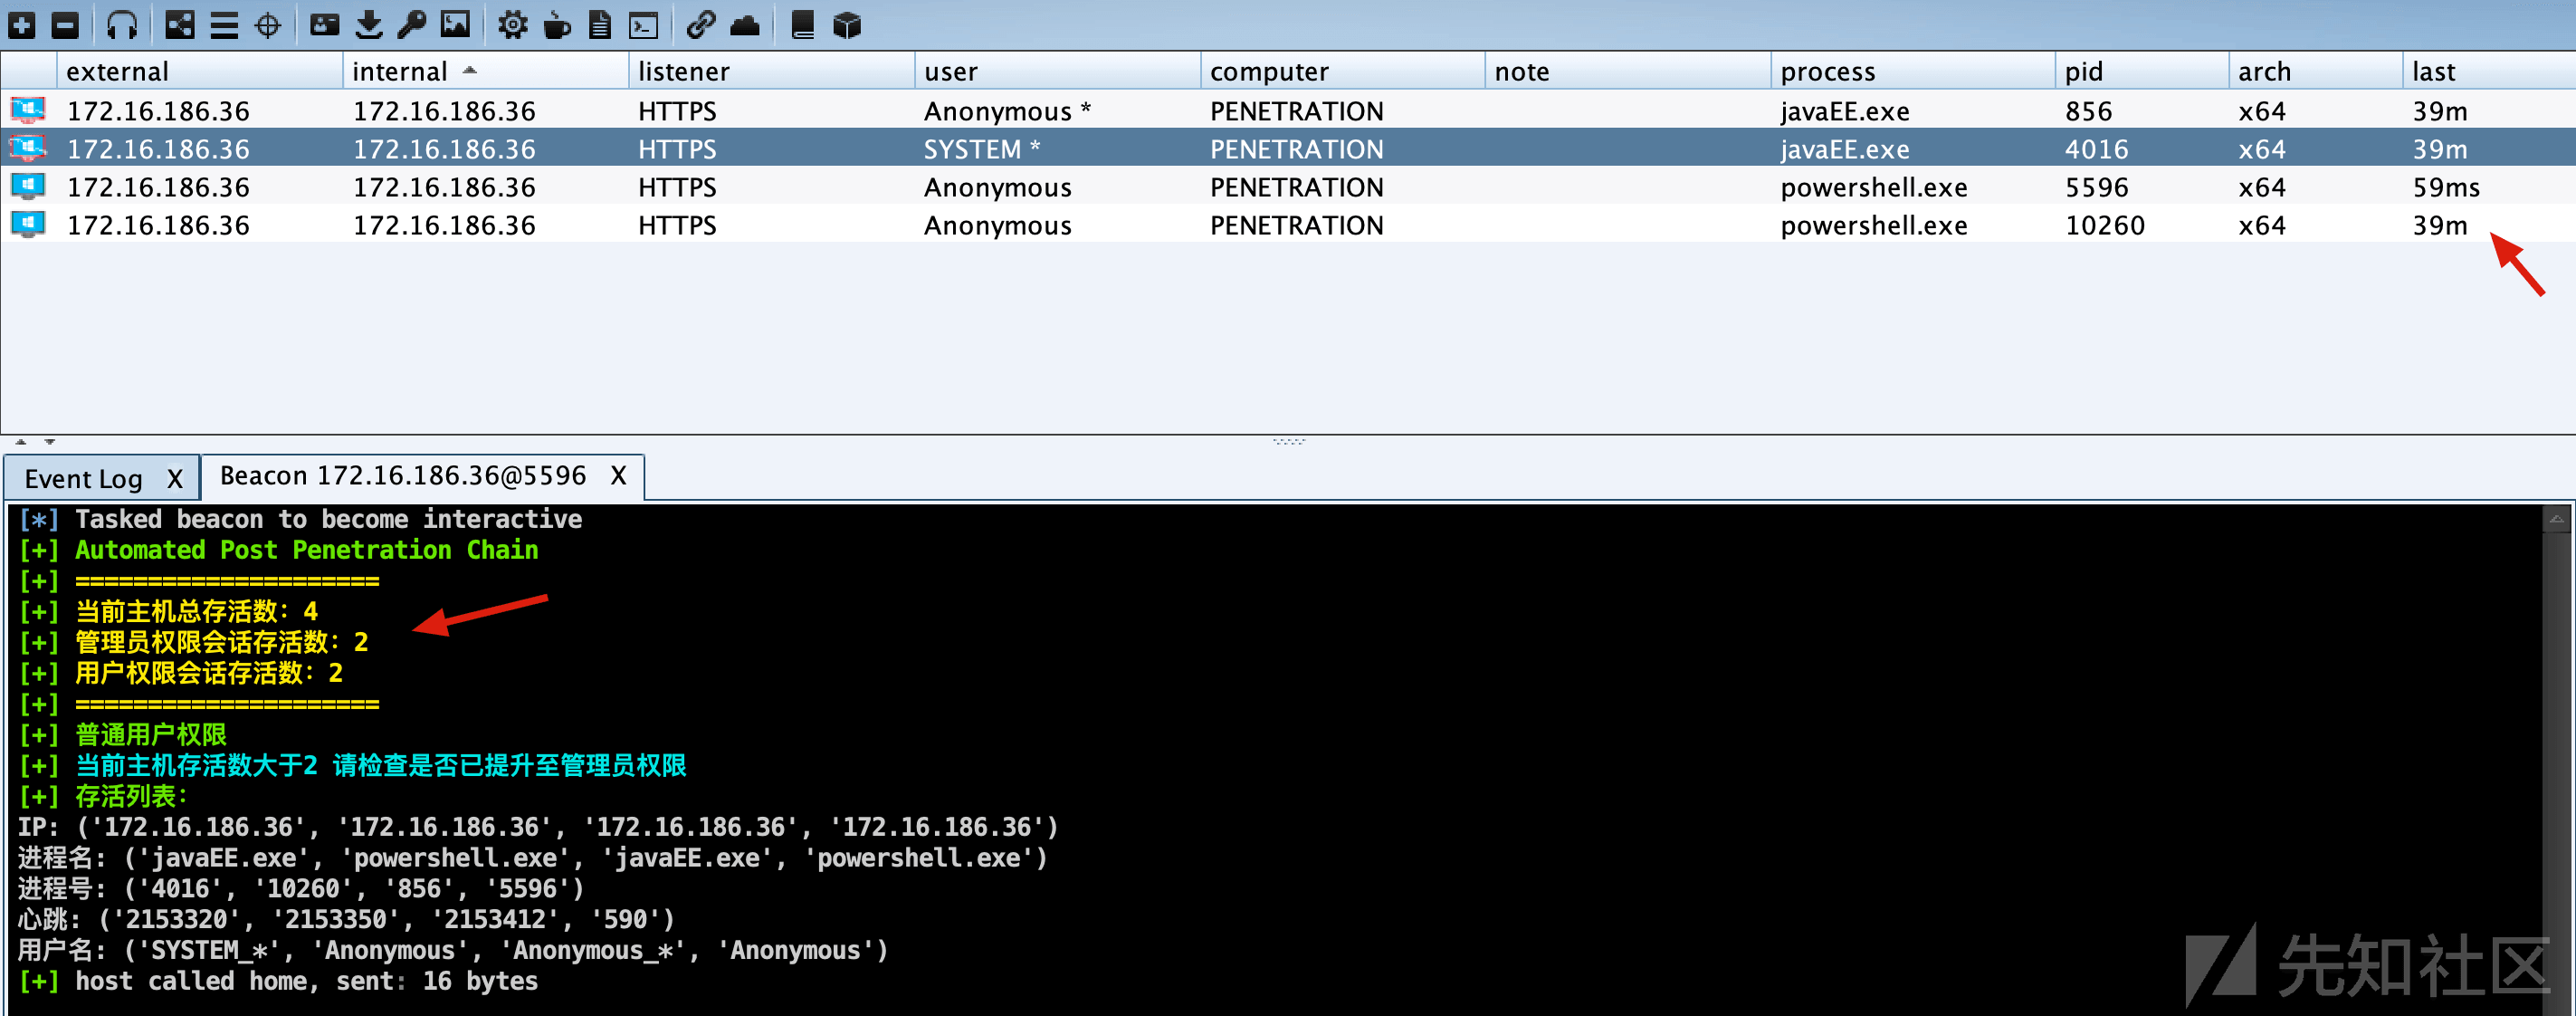 external internal listener user computer note process pid arch last
172.16.186.36 172.16.186.36 HTTPS Anonymous * PENETRATION javaEE.exe 856 x64 39m
172.16.186.36 172.16.186.36 HTTPS SYSTEM * PENETRATION javaEE.exe 4016 x64 39m
172.16.186.36 172.16.186.36 HTTPS Anonymous PENETRATION powershell.exe 5596 x64 59ms
172.16.186.36 172.16.186.36 HTTPS Anonymous PENETRATION powershell.exe 10260 x64 39m
Event Log X Beacon 172.16.186.36@5596 X
[*] Tasked beacon to become interactive
[+] Automated Post Penetration Chain
[+] =====================
[+] 当前主机总存活数: 4
[+] 管理员权限会话存活数: 2
[+] 用户权限会话存活数: 2
[+] =====================
[+] 普通用户权限
[+] 当前主机存活数大于2 请检查是否已提升至管理员权限
[+] 存活列表:
IP: ('172.16.186.36', '172.16.186.36', '172.16.186.36', '172.16.186.36')
进程名: ('javaEE.exe', 'powershell.exe', 'javaEE.exe', 'powershell.exe')
进程号: ('4016', '10260', '856', '5596')
心跳: ('2153320', '2153350', '2153412', '590')
用户名: ('SYSTEM_*', 'Anonymous', 'Anonymous_*', 'Anonymous')
[+] host called home, sent: 16 bytes
先知社区